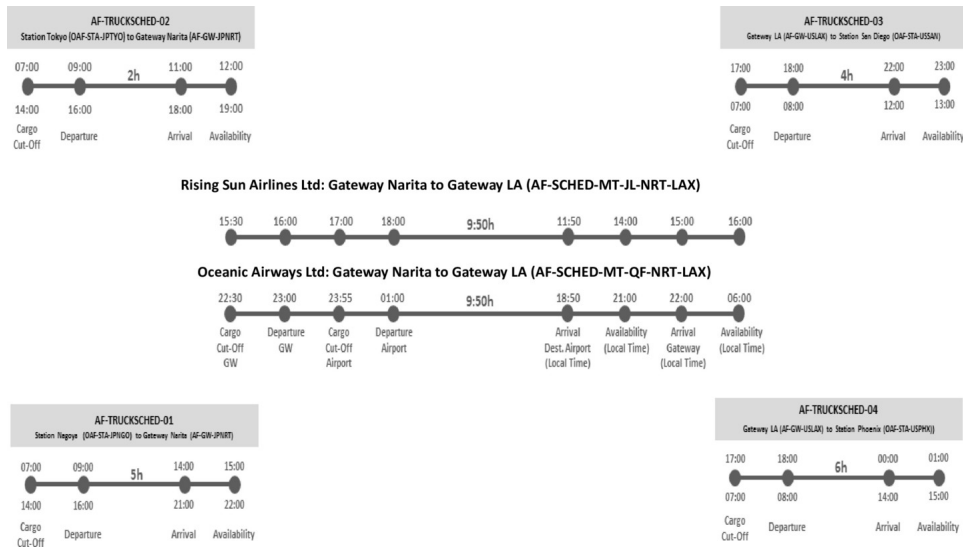 AF-TRUCKSCHED-02
Station Tokyo (OAF-STA-JPTYO) to Gateway Narita (AF-GW-JPNRT)
07:00 09:00 2h 11:00 12:00
14:00 16:00 18:00 19:00
Cargo Cut-Off Departure Arrival Availability
AF-TRUCKSCHED-03
Gateway LA (AF-GW-USLAX) to Station San Diego (OAF-STA-USSAN)
17:00 18:00 4h 22:00 23:00
07:00 08:00 12:00 13:00
Cargo Cut-Off Departure Arrival Availability
Rising Sun Airlines Ltd: Gateway Narita to Gateway LA (AF-SCHED-MT-JL-NRT-LAX)
15:30 16:00 17:00 18:00 9:50h 11:50 14:00 15:00 16:00
Oceanic Airways Ltd: Gateway Narita to Gateway LA (AF-SCHED-MT-QF-NRT-LAX)
22:30 23:00 23:55 01:00 9:50h 18:50 21:00 22:00 06:00
Cargo Cut-Off GW Departure GW Cargo Cut-Off Airport Departure Airport Arrival Dest. Airport (Local Time) Availability (Local Time) Arrival Gateway (Local Time) Availability (Local Time)
AF-TRUCKSCHED-01
Station Nagoya (OAF-STA-JPNGO) to Gateway Narita (AF-GW-JPNRT)
07:00 09:00 5h 14:00 15:00
14:00 16:00 21:00 22:00
Cargo Cut-Off Departure Arrival Availability
AF-TRUCKSCHED-04
Gateway LA (AF-GW-USLAX) to Station Phoenix (OAF-STA-USPHX))
17:00 18:00 6h 00:00 01:00
07:00 08:00 14:00 15:00
Cargo Cut-Off Departure Arrival Availability